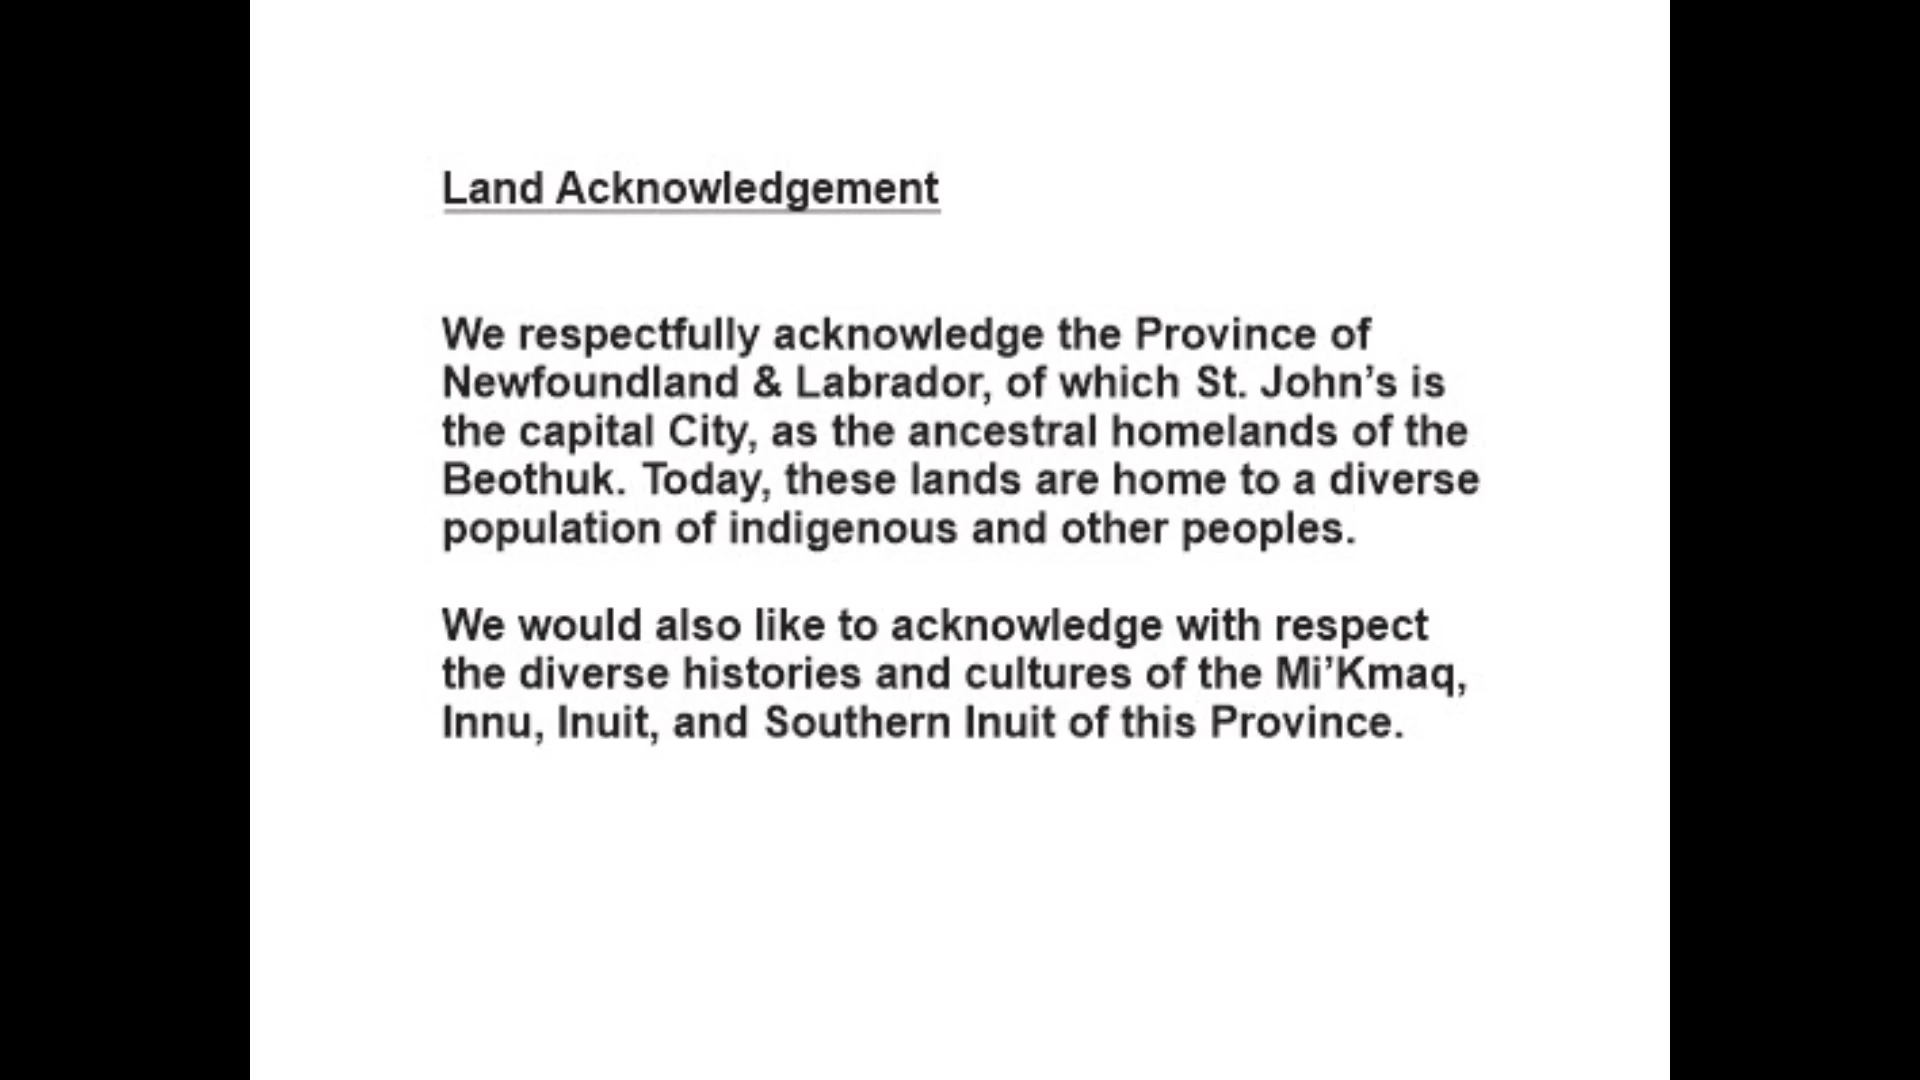 Land Acknowledgement
We respectfully acknowledge the Province of
Newfoundland & Labrador, of which St. John’s is
the capital City, as the ancestral homelands of the
Beothuk. Today, these lands are home to a diverse
population of indigenous and other peoples.
We would also like to acknowledge with respect
the diverse histories and cultures of the Mi’Kmaq,
Innu, Inuit, and Southern Inuit of this Province.